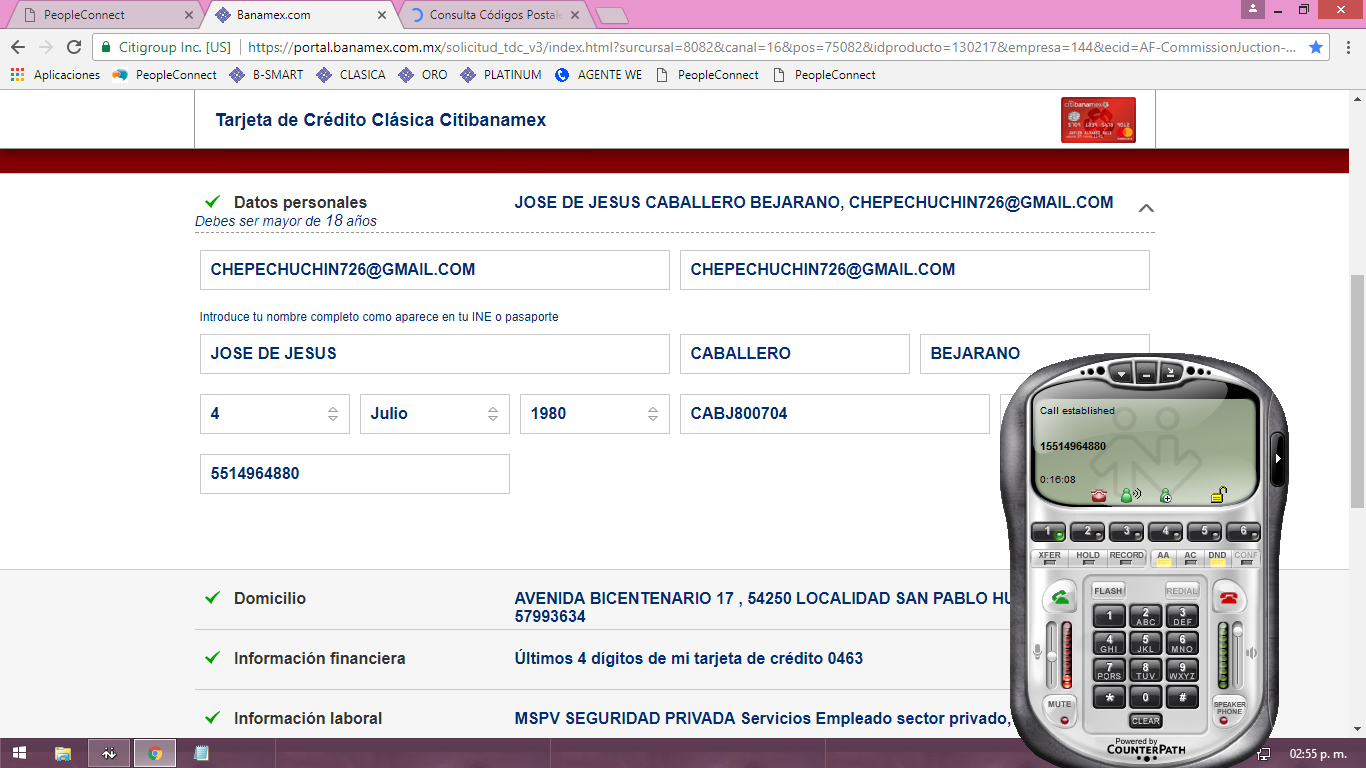 PeopleConnect
Banamex.com
Consulta Códigos Postale
Citigroup Inc. [US]
https://portal.banamex.com.mx/solicitud_tdc_v3/index.html?surcursal=8082&canal=16&pos=75082&idproducto=130217&empresa=144&ecid=AF-CommissionJuction-...
Aplicaciones
PeopleConnect
B-SMART
CLASICA
ORO
PLATINUM
AGENTE WE
PeopleConnect
PeopleConnect
Tarjeta de Crédito Clásica Citibanamex
citibanamex
Datos personales
JOSE DE JESUS CABALLERO BEJARANO, CHEPECHUCHIN726@GMAIL.COM
Debes ser mayor de 18 años
CHEPECHUCHIN726@GMAIL.COM
CHEPECHUCHIN726@GMAIL.COM
Introduce tu nombre completo como aparece en tu INE o pasaporte
JOSE DE JESUS
CABALLERO
BEJARANO
4
Julio
1980
CABJ800704
5514964880
Call established
15514964880
0:16:08
1 2 3 4 5 6
XFER HOLD RECORD AA AC DND CONF
FLASH REDIAL
1 2 ABC 3 DEF
4 GHI 5 JKL 6 MNO
7 PQRS 8 TUV 9 WXYZ
* 0 #
MUTE
SPEAKER PHONE
CLEAR
Powered by
COUNTERPATH
Domicilio
AVENIDA BICENTENARIO 17 , 54250 LOCALIDAD SAN PABLO HU
57993634
Información financiera
Últimos 4 dígitos de mi tarjeta de crédito 0463
Información laboral
MSPV SEGURIDAD PRIVADA Servicios Empleado sector privado,
02:55 p. m.